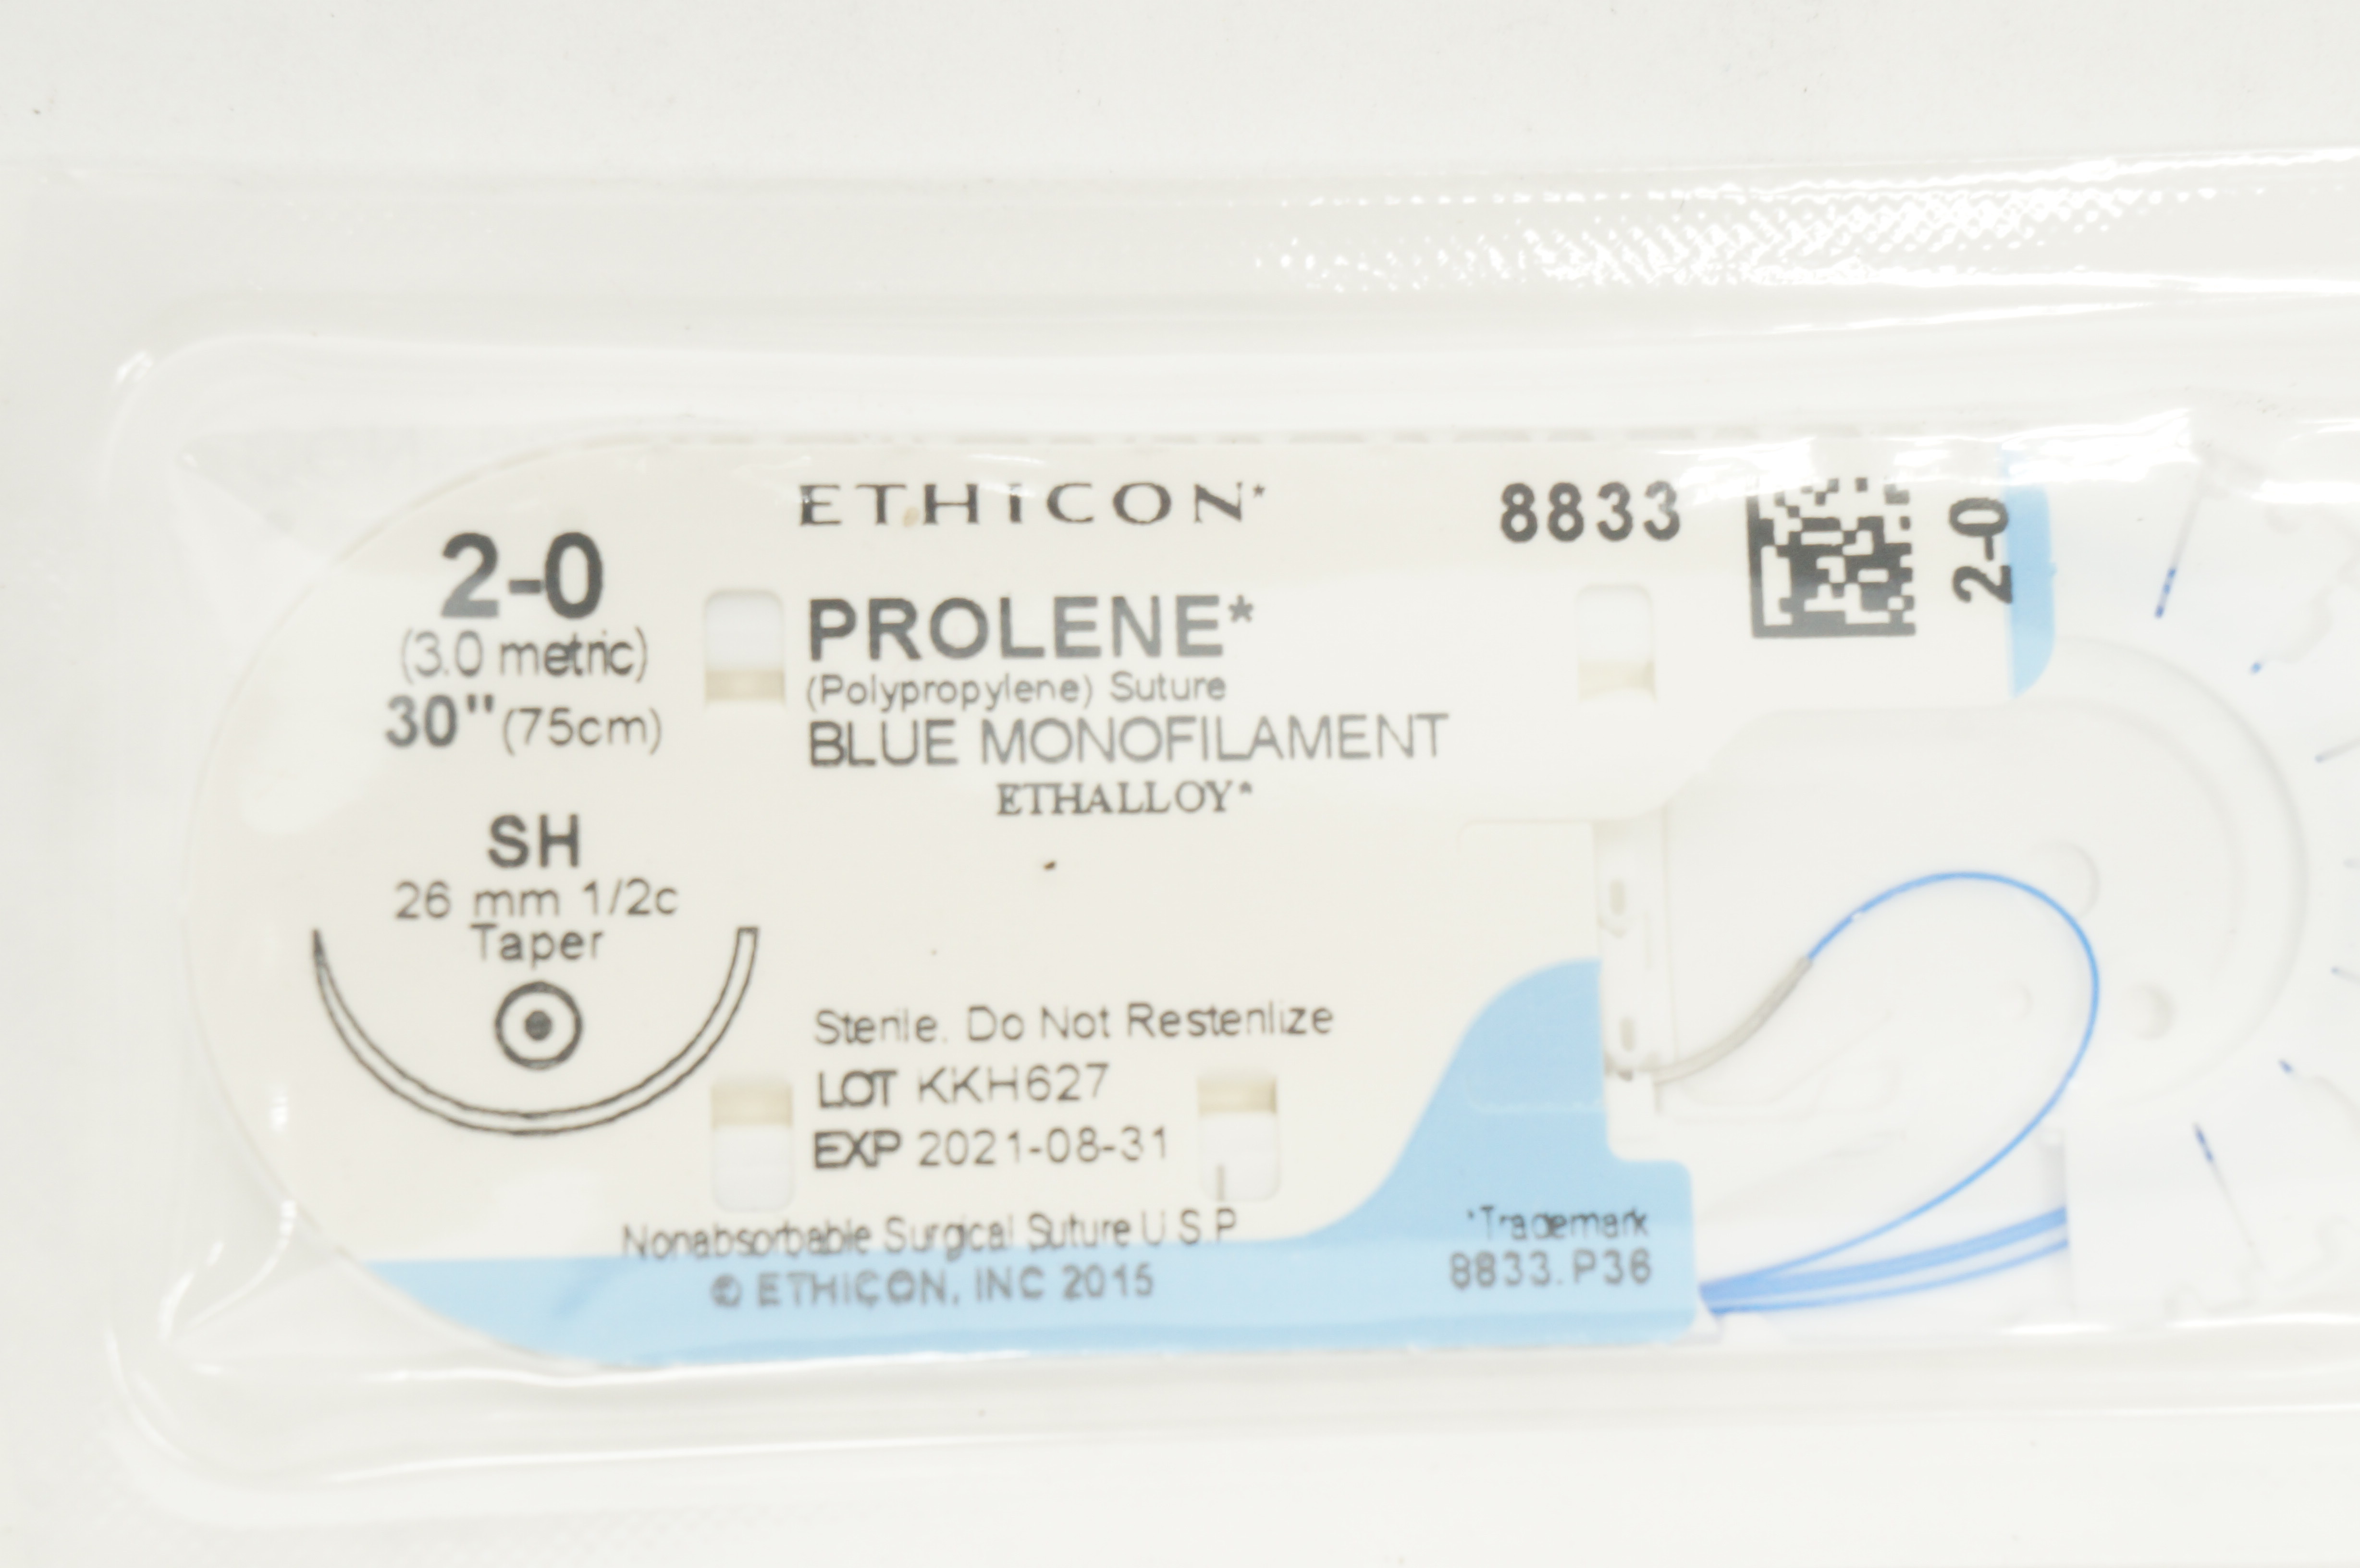 ETHICON*
8833
2-0
2-0
(3.0 metric)
30" (75cm)
PROLENE*
(Polypropylene) Suture
BLUE MONOFILAMENT
ETHALLOY*
SH
26 mm 1/2c
Taper
Sterile. Do Not Resterilize
LOT KKH627
EXP 2021-08-31
Nonabsorbable Surgical Suture U.S.P.
© ETHICON, INC 2015
*Trademark
8833.P36